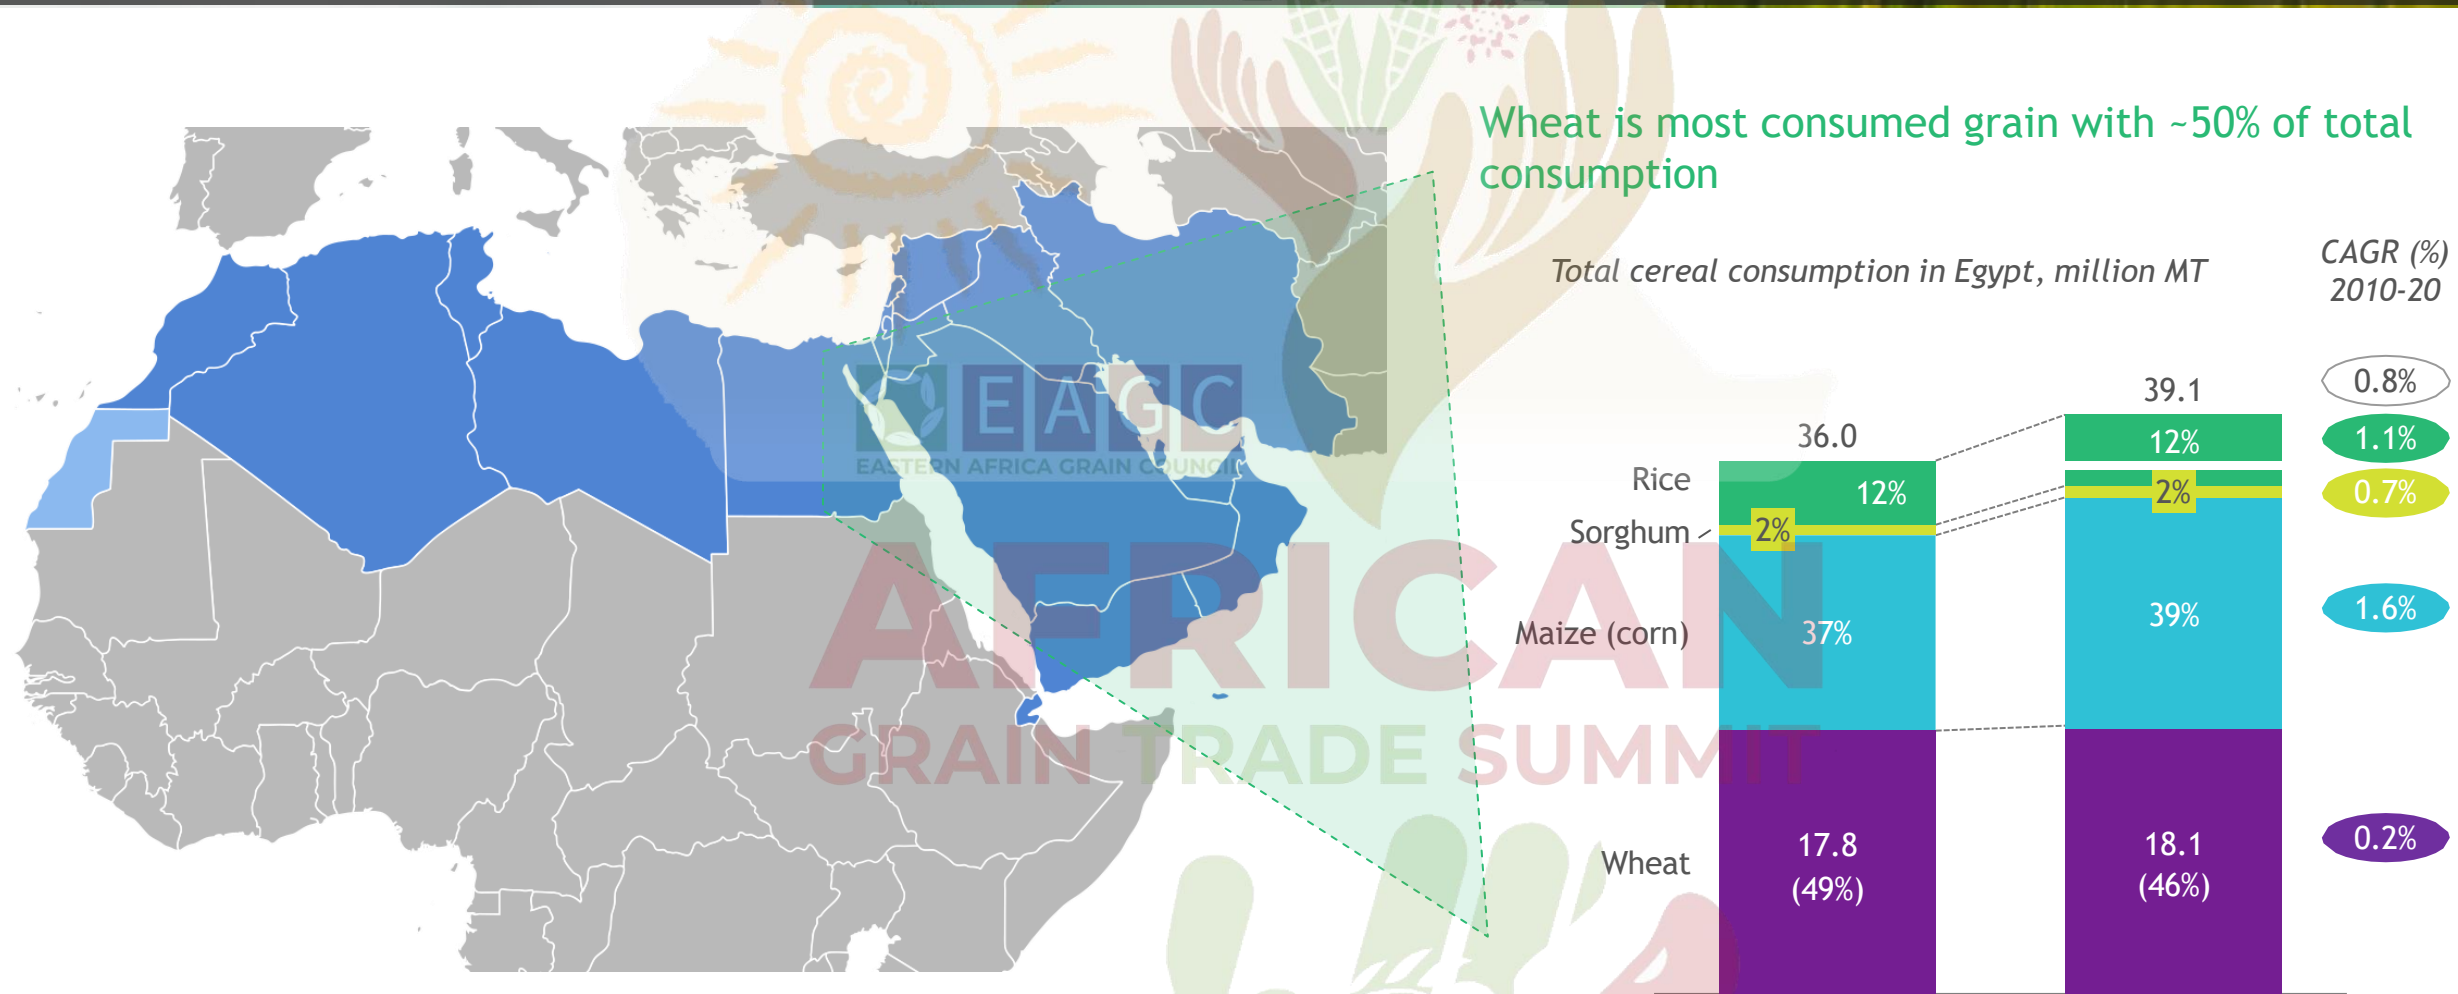 Wheat is most consumed grain with ~50% of total
consumption
Total cereal consumption in Egypt, million MT
CAGR (%)
2010-20
36.0
39.1
0.8%
Rice
12%
12%
1.1%
Sorghum
2%
2%
0.7%
Maize (corn)
37%
39%
1.6%
Wheat
17.8
(49%)
18.1
(46%)
0.2%
EAGC
EASTERN AFRICA GRAIN COUNCIL
AFRICAN
GRAIN TRADE SUMMIT